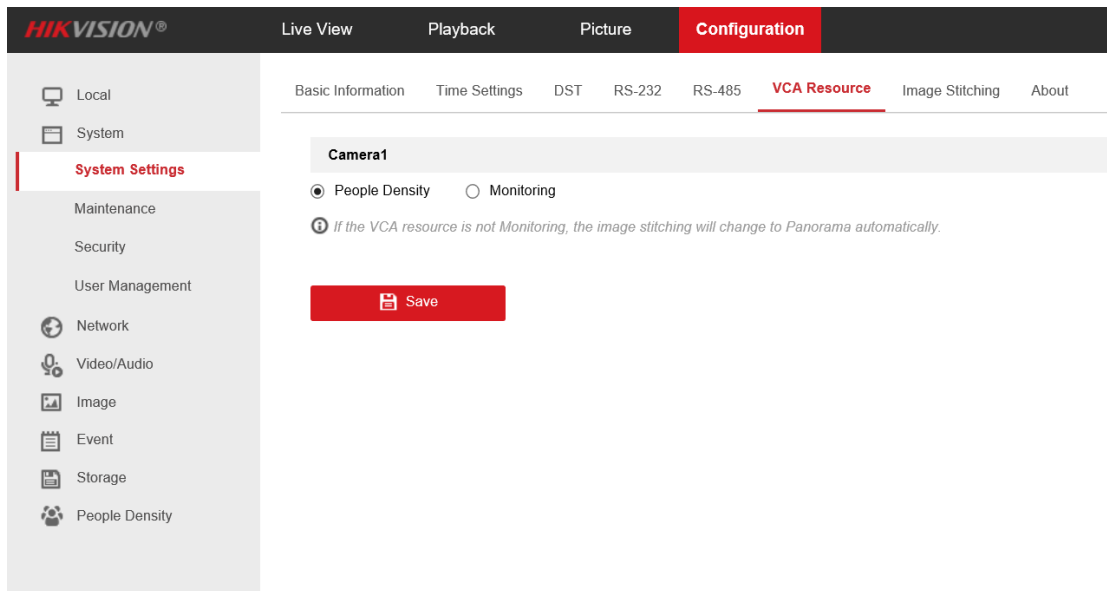 HIKVISION® Live View Playback Picture Configuration
Basic Information Time Settings DST RS-232 RS-485 VCA Resource Image Stitching About
Local
System
System Settings
Maintenance
Security
User Management
Network
Video/Audio
Image
Event
Storage
People Density
Camera1
People Density Monitoring
If the VCA resource is not Monitoring, the image stitching will change to Panorama automatically.
Save